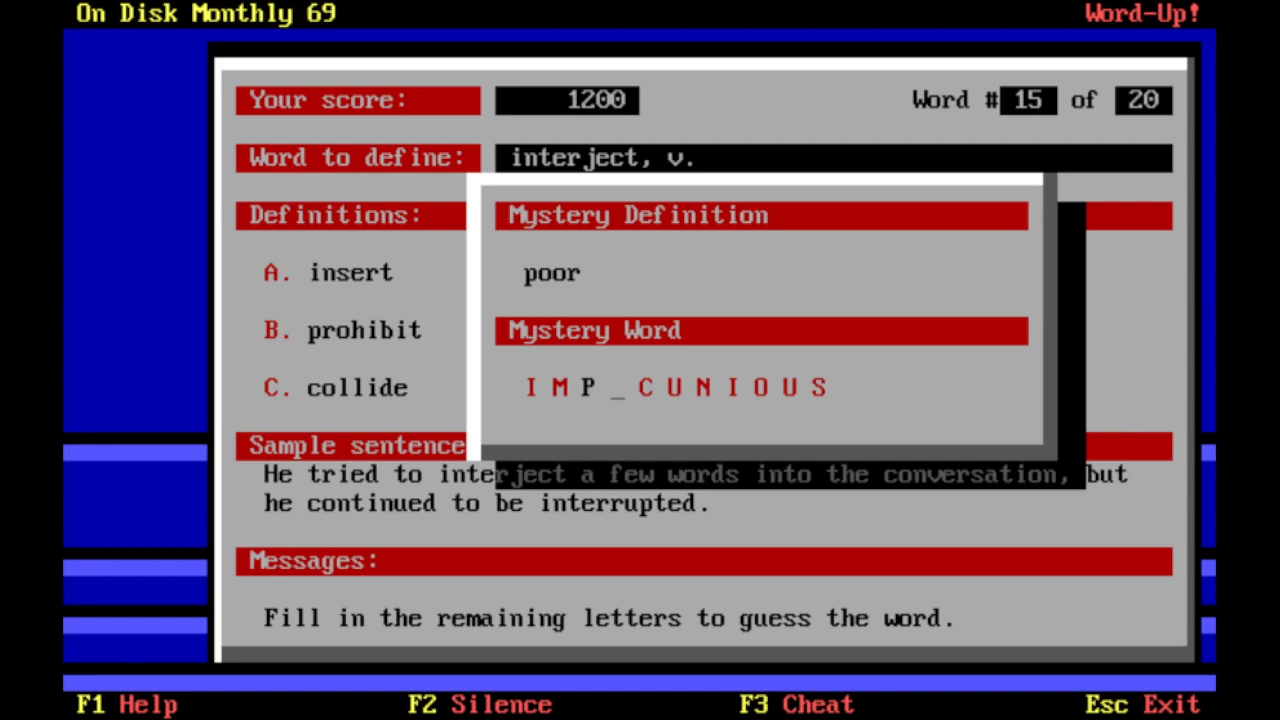 On Disk Monthly 69 Word-Up!
Your score: 1200 Word #15 of 20
Word to define: interject, v.
Definitions:
Mystery Definition
A. insert
poor
B. prohibit
Mystery Word
C. collide
I M P _ C U N I O U S
Sample sentence
He tried to interject a few words into the conversation, but
he continued to be interrupted.
Messages:
Fill in the remaining letters to guess the word.
F1 Help F2 Silence F3 Cheat Esc Exit